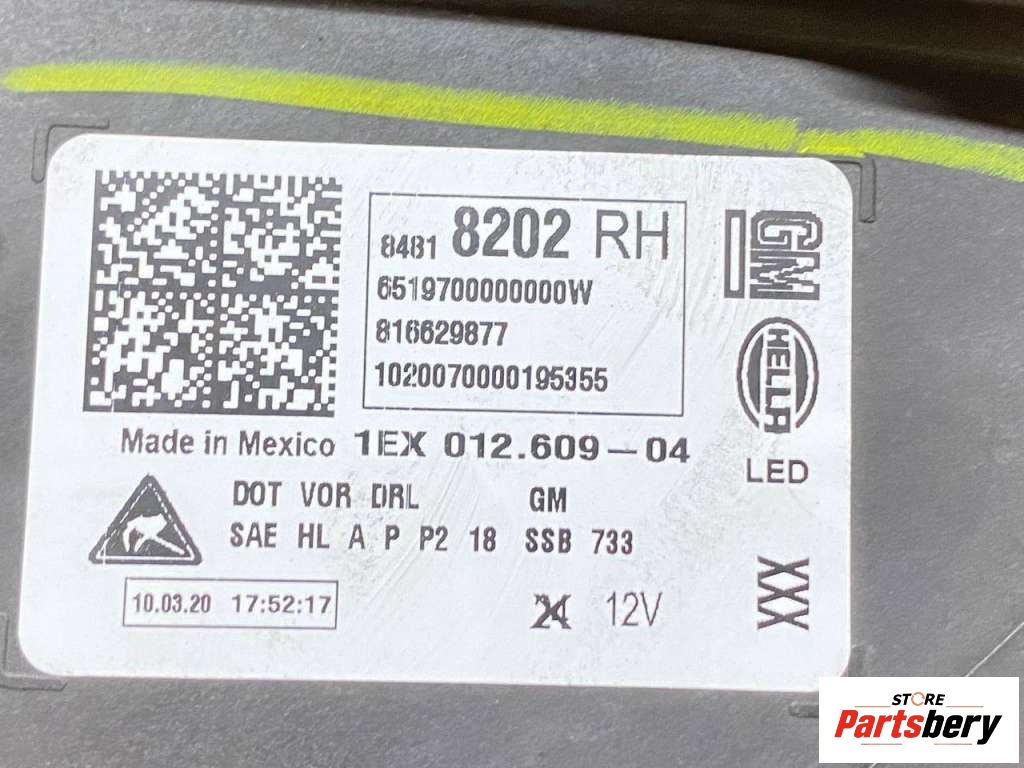 8481 8202 RH
6519700000000W
816629877
1020070000195355
GM
HELLA
LED
Made in Mexico 1EX 012.609-04
DOT VOR DRL GM
SAE HL A P P2 18 SSB 733
10.03.20 17:52:17
12V
XXX
STORE
Partsbery